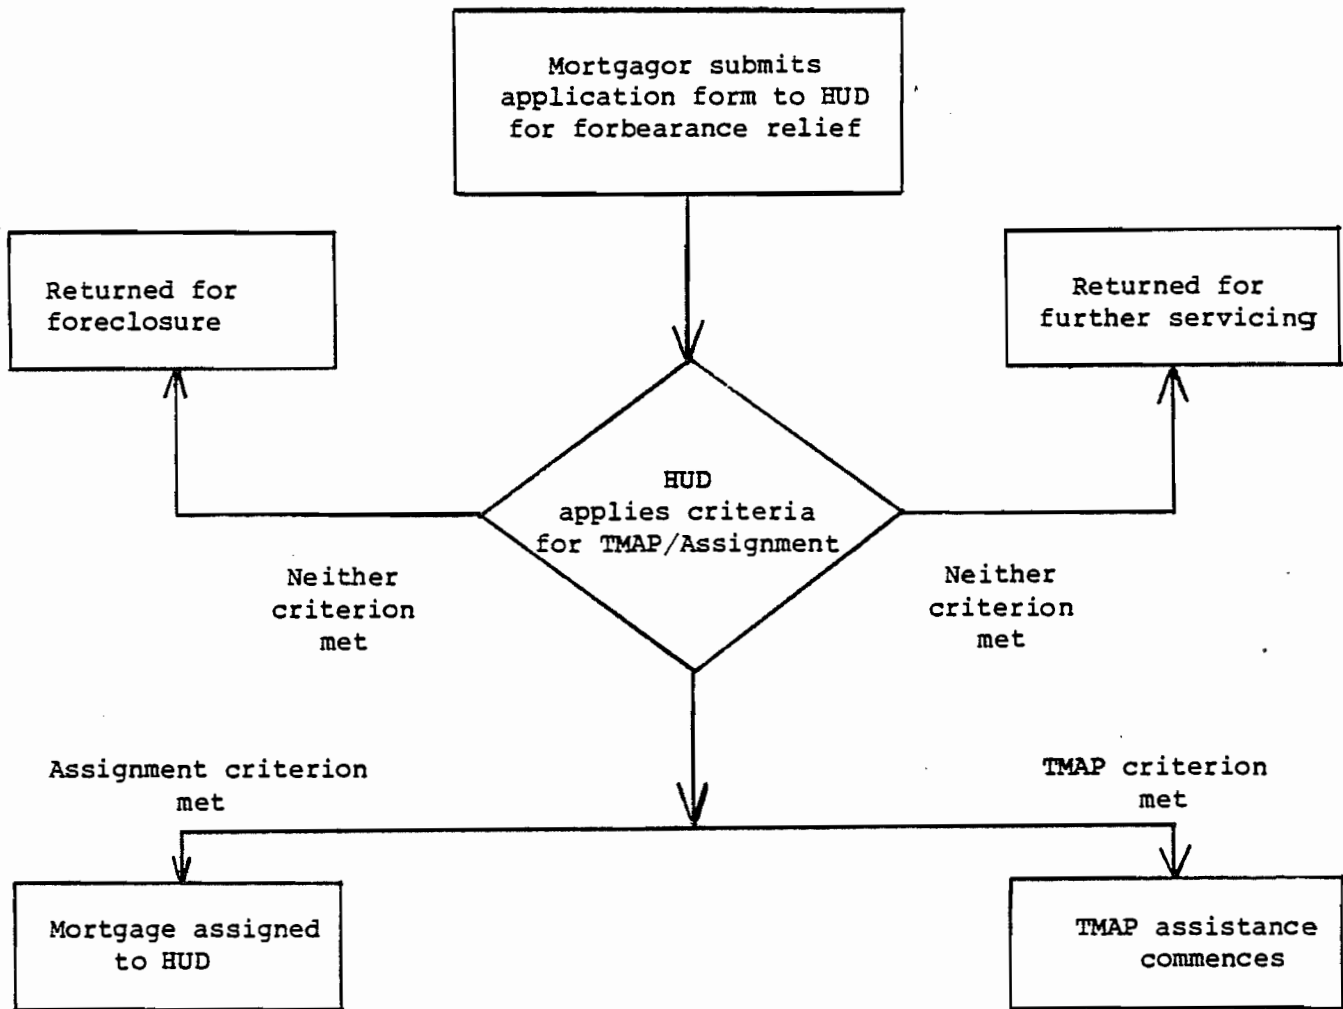 Mortgagor submits
application form to HUD
for forbearance relief
Returned for
foreclosure
Returned for
further servicing
HUD
applies criteria
for TMAP/Assignment
Neither
criterion
met
Neither
criterion
met
Assignment criterion
met
TMAP criterion
met
Mortgage assigned
to HUD
TMAP assistance
commences